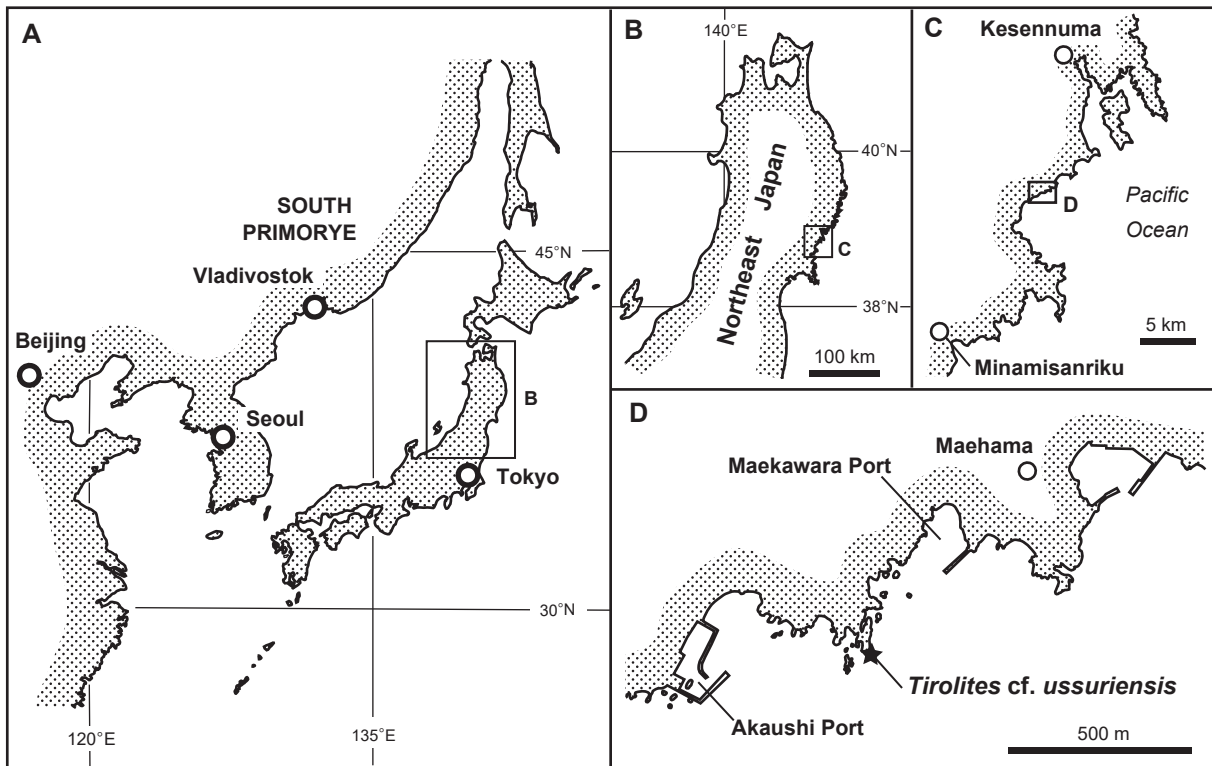 A
SOUTH
PRIMORYE
45°N
Vladivostok
Beijing
Seoul
B
Tokyo
30°N
120°E
135°E
B
140°E
40°N
Northeast Japan
C
38°N
100 km
C
Kesennuma
D
Pacific
Ocean
5 km
Minamisanriku
D
Maehama
Maekawara Port
Tirolites cf. ussuriensis
Akaushi Port
500 m